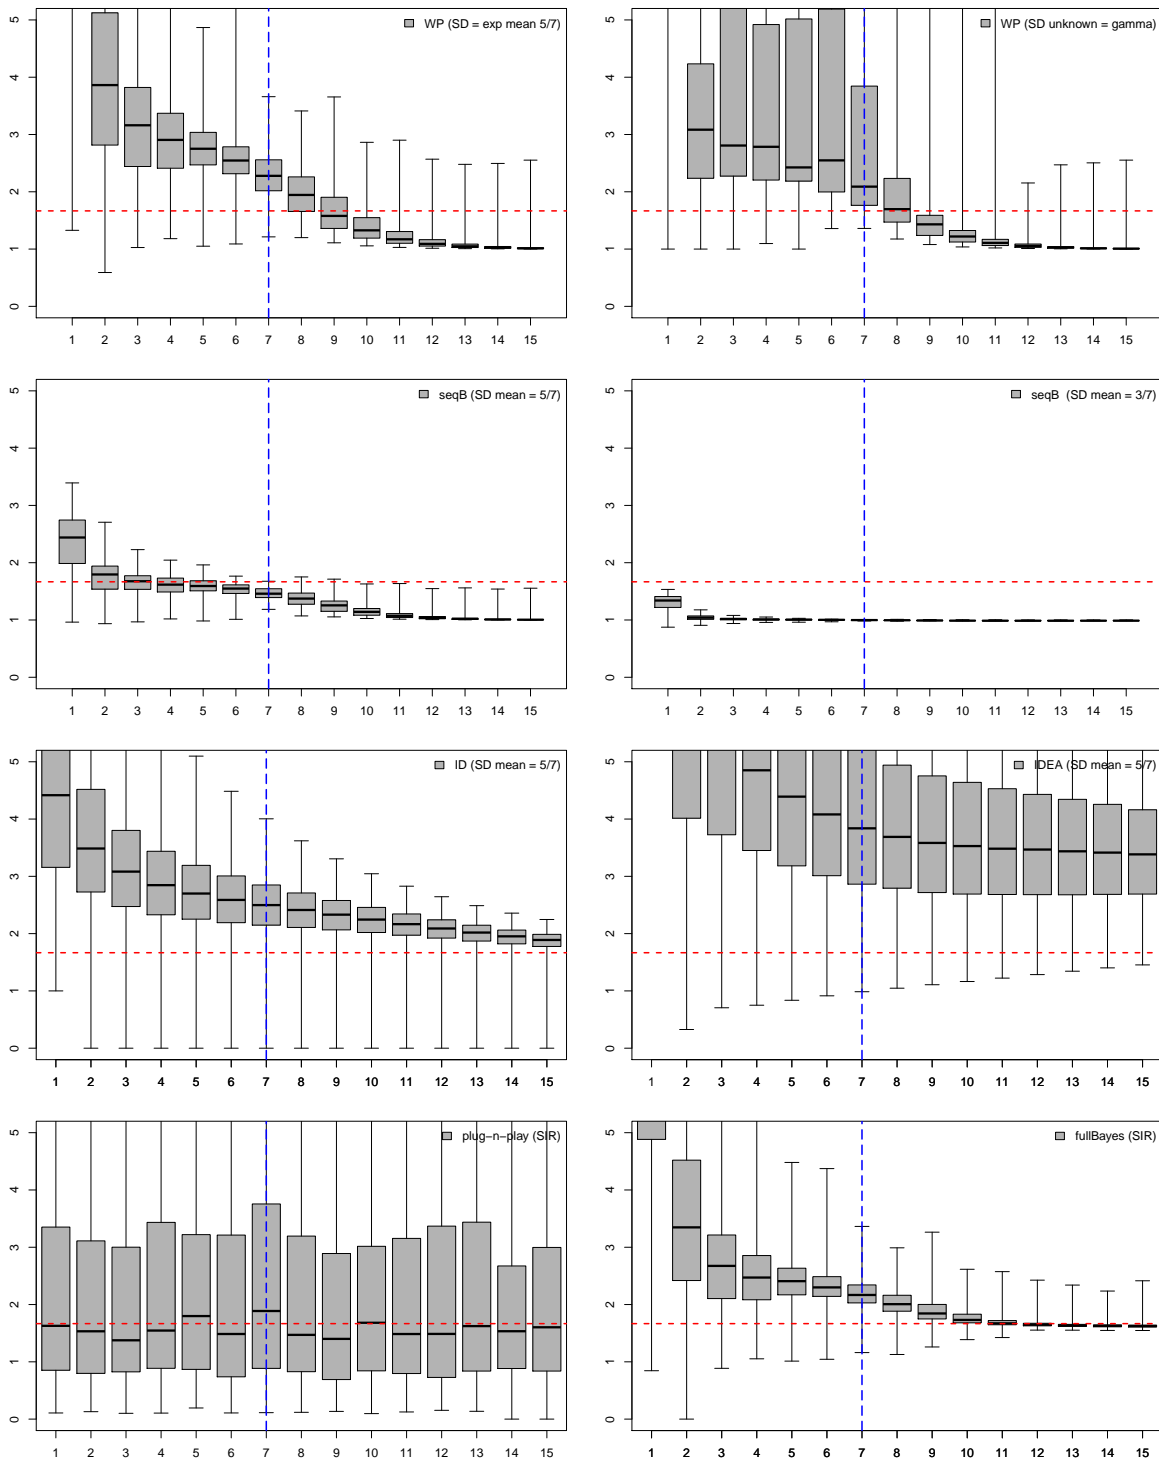 WP (SD = exp mean 5/7)
0 1 2 3 4 5
1 2 3 4 5 6 7 8 9 10 11 12 13 14 15
WP (SD unknown = gamma)
0 1 2 3 4 5
1 2 3 4 5 6 7 8 9 10 11 12 13 14 15
seqB (SD mean = 5/7)
0 1 2 3 4 5
1 2 3 4 5 6 7 8 9 10 11 12 13 14 15
seqB (SD mean = 3/7)
0 1 2 3 4 5
1 2 3 4 5 6 7 8 9 10 11 12 13 14 15
ID (SD mean = 5/7)
0 1 2 3 4 5
1 2 3 4 5 6 7 8 9 10 11 12 13 14 15
IDEA (SD mean = 5/7)
0 1 2 3 4 5
1 2 3 4 5 6 7 8 9 10 11 12 13 14 15
plug−n−play (SIR)
0 1 2 3 4 5
1 2 3 4 5 6 7 8 9 10 11 12 13 14 15
fullBayes (SIR)
0 1 2 3 4 5
1 2 3 4 5 6 7 8 9 10 11 12 13 14 15